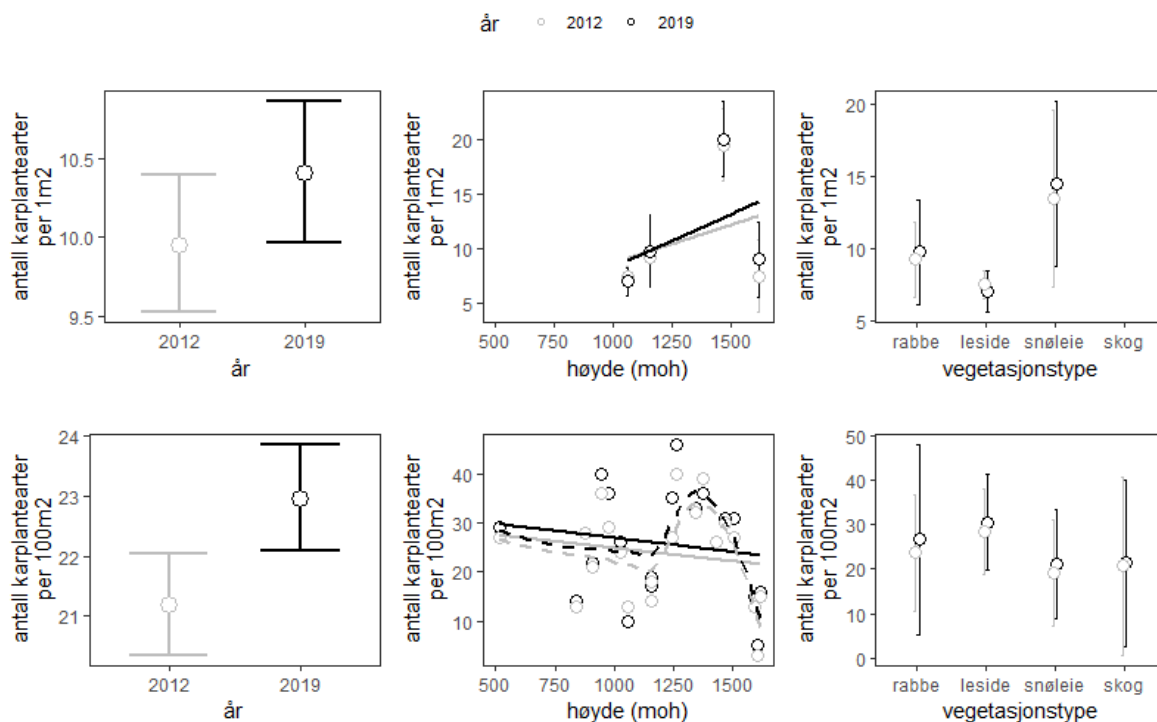 år 2012 2019
antall karplantearter
per 1m2
10.5
10.0
9.5
2012 2019
år
antall karplantearter
per 1m2
20
15
10
5
500 750 1000 1250 1500
høyde (moh)
antall karplantearter
per 1m2
20
15
10
5
rabbe leside snøleie skog
vegetasjonstype
antall karplantearter
per 100m2
24
23
22
21
2012 2019
år
antall karplantearter
per 100m2
40
30
20
10
500 750 1000 1250 1500
høyde (moh)
antall karplantearter
per 100m2
50
40
30
20
10
0
rabbe leside snøleie skog
vegetasjonstype